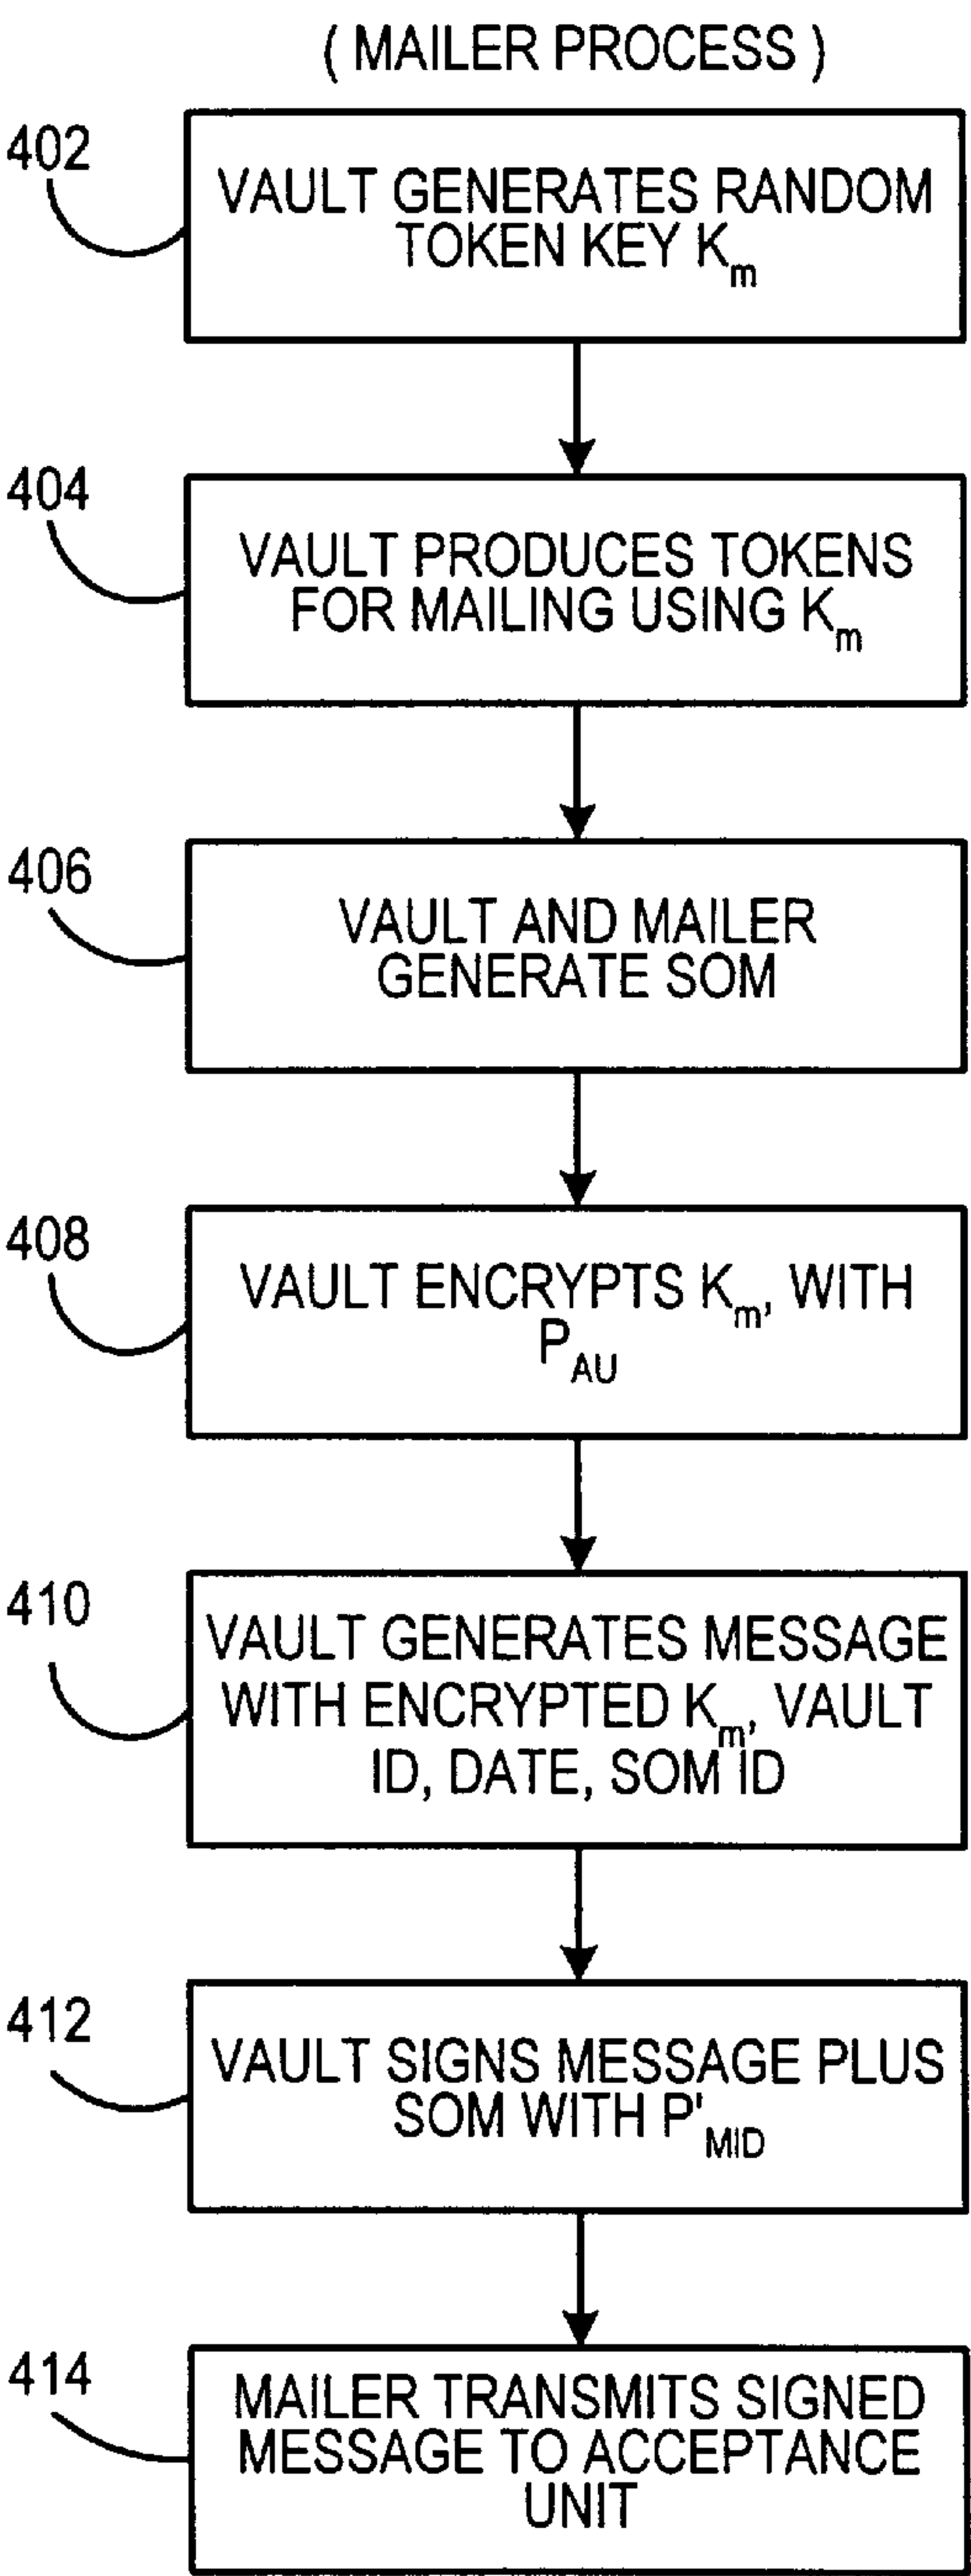 ( MAILER PROCESS )
402
VAULT GENERATES RANDOM
TOKEN KEY Km
404
VAULT PRODUCES TOKENS
FOR MAILING USING Km
406
VAULT AND MAILER
GENERATE SOM
408
VAULT ENCRYPTS Km, WITH
PAU
410
VAULT GENERATES MESSAGE
WITH ENCRYPTED Km, VAULT
ID, DATE, SOM ID
412
VAULT SIGNS MESSAGE PLUS
SOM WITH P'MID
414
MAILER TRANSMITS SIGNED
MESSAGE TO ACCEPTANCE
UNIT